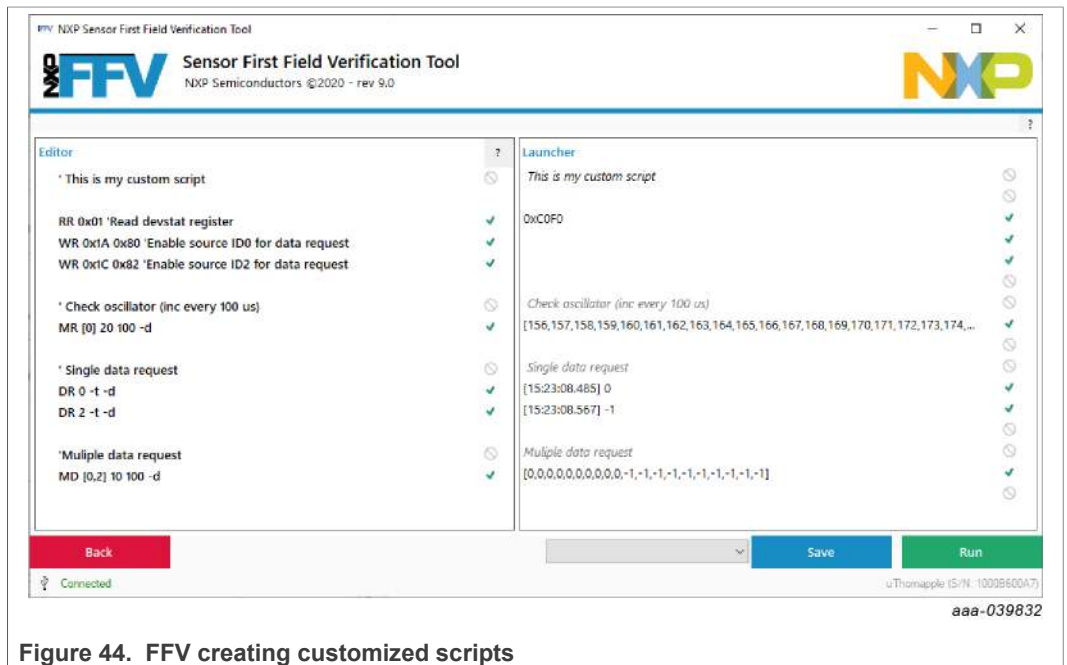 FFV NXP Sensor First Field Verification Tool
NXP FFV
Sensor First Field Verification Tool
NXP Semiconductors ©2020 - rev 9.0
NXP
?
Editor
?
' This is my custom script
RR 0x01 'Read devstat register
WR 0x1A 0x80 'Enable source ID0 for data request
WR 0x1C 0x82 'Enable source ID2 for data request
' Check oscillator (inc every 100 us)
MR [0] 20 100 -d
' Single data request
DR 0 -t -d
DR 2 -t -d
'Muliple data request
MD [0,2] 10 100 -d
Launcher
This is my custom script
0xC0F0
Check oscillator (inc every 100 us)
[156,157,158,159,160,161,162,163,164,165,166,167,168,169,170,171,172,173,174,...
Single data request
[15:23:08.485] 0
[15:23:08.567] -1
Muliple data request
[0,0,0,0,0,0,0,0,0,0,-1,-1,-1,-1,-1,-1,-1,-1,-1,-1]
Back
Save
Run
Connected
uThornapple (S/N: 1000B600A7)
aaa-039832
Figure 44. FFV creating customized scripts